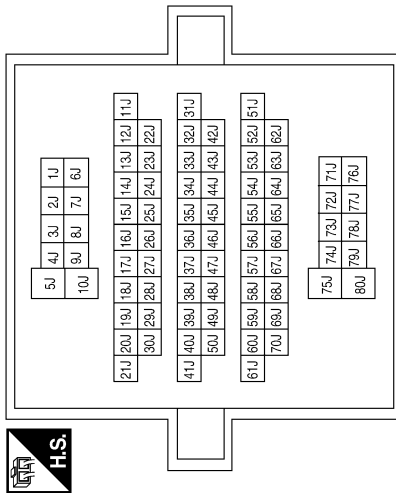 H.S.
5J 4J 3J 2J 1J
10J 9J 8J 7J 6J
21J 20J 19J 18J 17J 16J 15J 14J 13J 12J 11J
30J 29J 28J 27J 26J 25J 24J 23J 22J
41J 40J 39J 38J 37J 36J 35J 34J 33J 32J 31J
50J 49J 48J 47J 46J 45J 44J 43J 42J
61J 60J 59J 58J 57J 56J 55J 54J 53J 52J 51J
70J 69J 68J 67J 66J 65J 64J 63J 62J
75J 74J 73J 72J 71J
80J 79J 78J 77J 76J